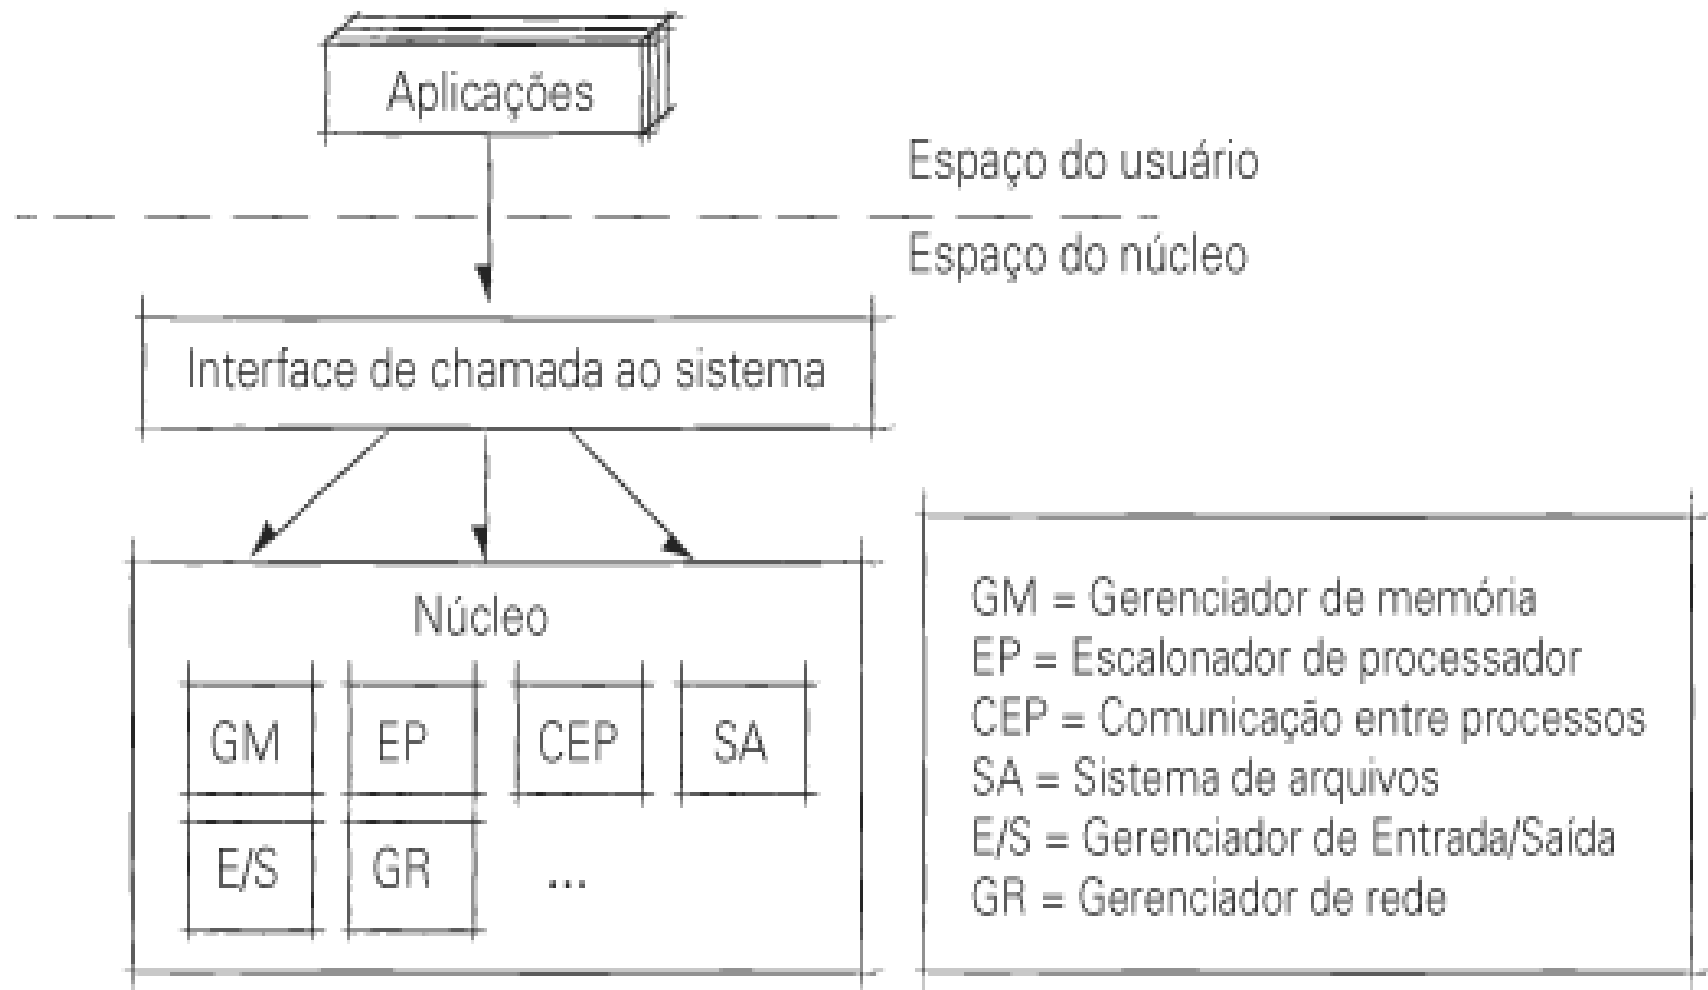 Aplicações
Espaço do usuário
Espaço do núcleo
Interface de chamada ao sistema
Núcleo
GM EP CEP SA
E/S GR ...
GM = Gerenciador de memória
EP = Escalonador de processador
CEP = Comunicação entre processos
SA = Sistema de arquivos
E/S = Gerenciador de Entrada/Saída
GR = Gerenciador de rede